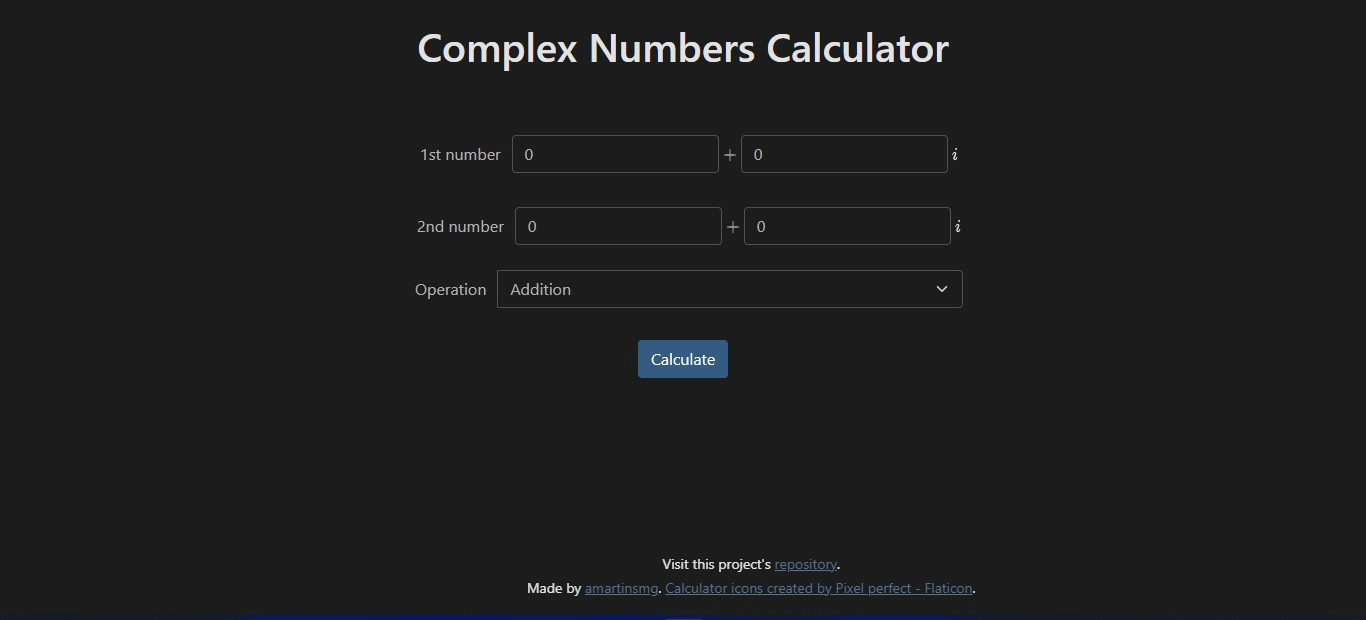 Complex Numbers Calculator
1st number 0 + 0 i
2nd number 0 + 0 i
Operation Addition
Calculate
Visit this project's repository.
Made by amartinsmg. Calculator icons created by Pixel perfect - Flaticon.